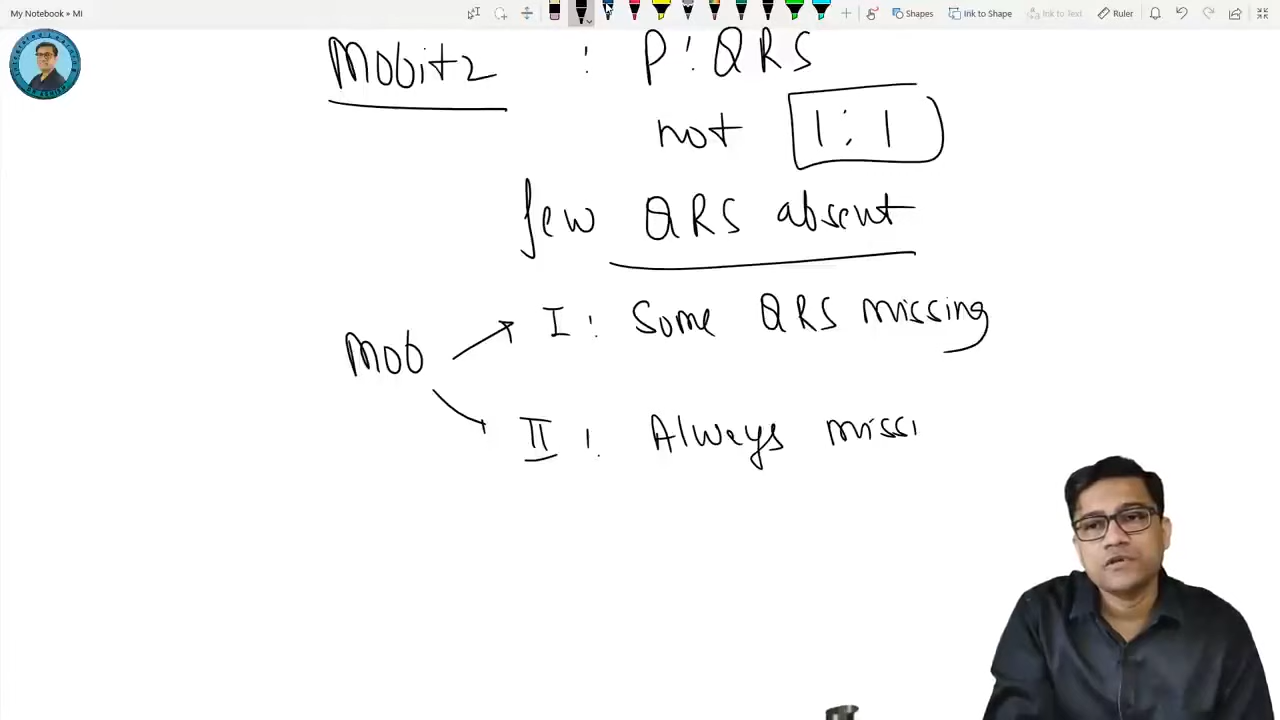 My Notebook » MI
Shapes Ink to Shape Ink to Text Ruler
Mobitz : P:QRS
not 1:1
few QRS absent
Mob
I: Some QRS missing
II: Always missi